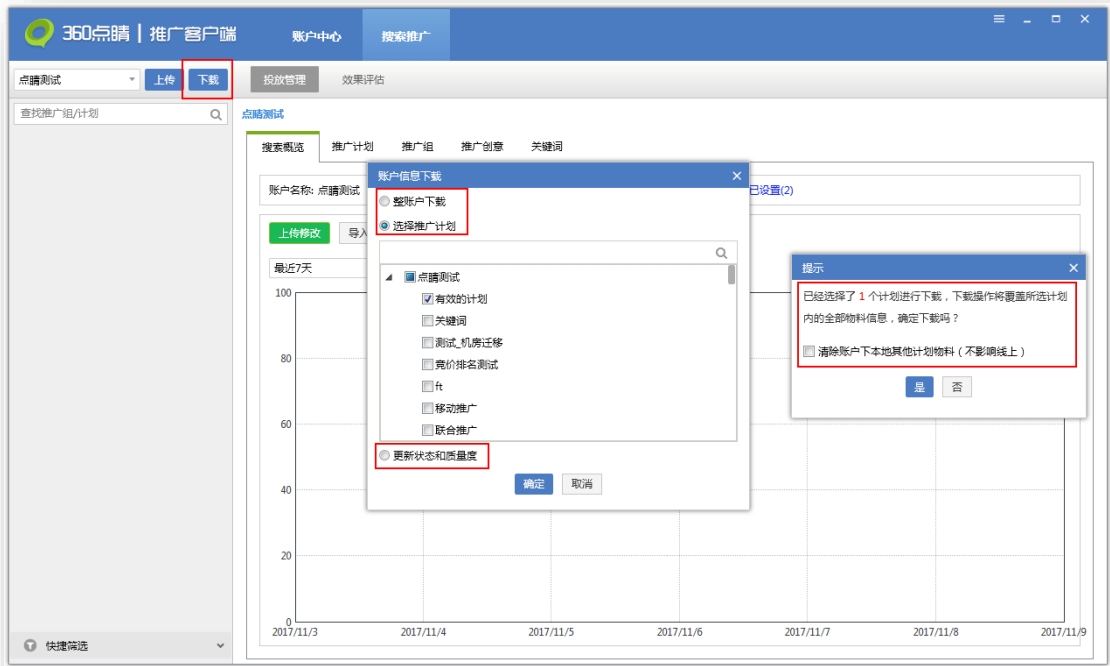 360点睛 | 推广客户端
账户中心
搜索推广
点睛测试
上传
下载
投放管理
效果评估
查找推广组/计划
点睛测试
搜索概览
推广计划
推广组
推广创意
关键词
账户名称: 点睛测试
已设置(2)
上传修改
导入
最近7天
100
80
60
40
20
0
2017/11/3
2017/11/4
2017/11/5
2017/11/6
2017/11/7
2017/11/8
2017/11/9
账户信息下载
整账户下载
选择推广计划
点睛测试
有效的计划
关键词
测试_机房迁移
竞价排名测试
ft
移动推广
联合推广
更新状态和质量度
确定
取消
提示
已经选择了 1 个计划进行下载，下载操作将覆盖所选计划
内的全部物料信息，确定下载吗？
清除账户下本地其他计划物料（不影响线上）
是
否
快捷筛选